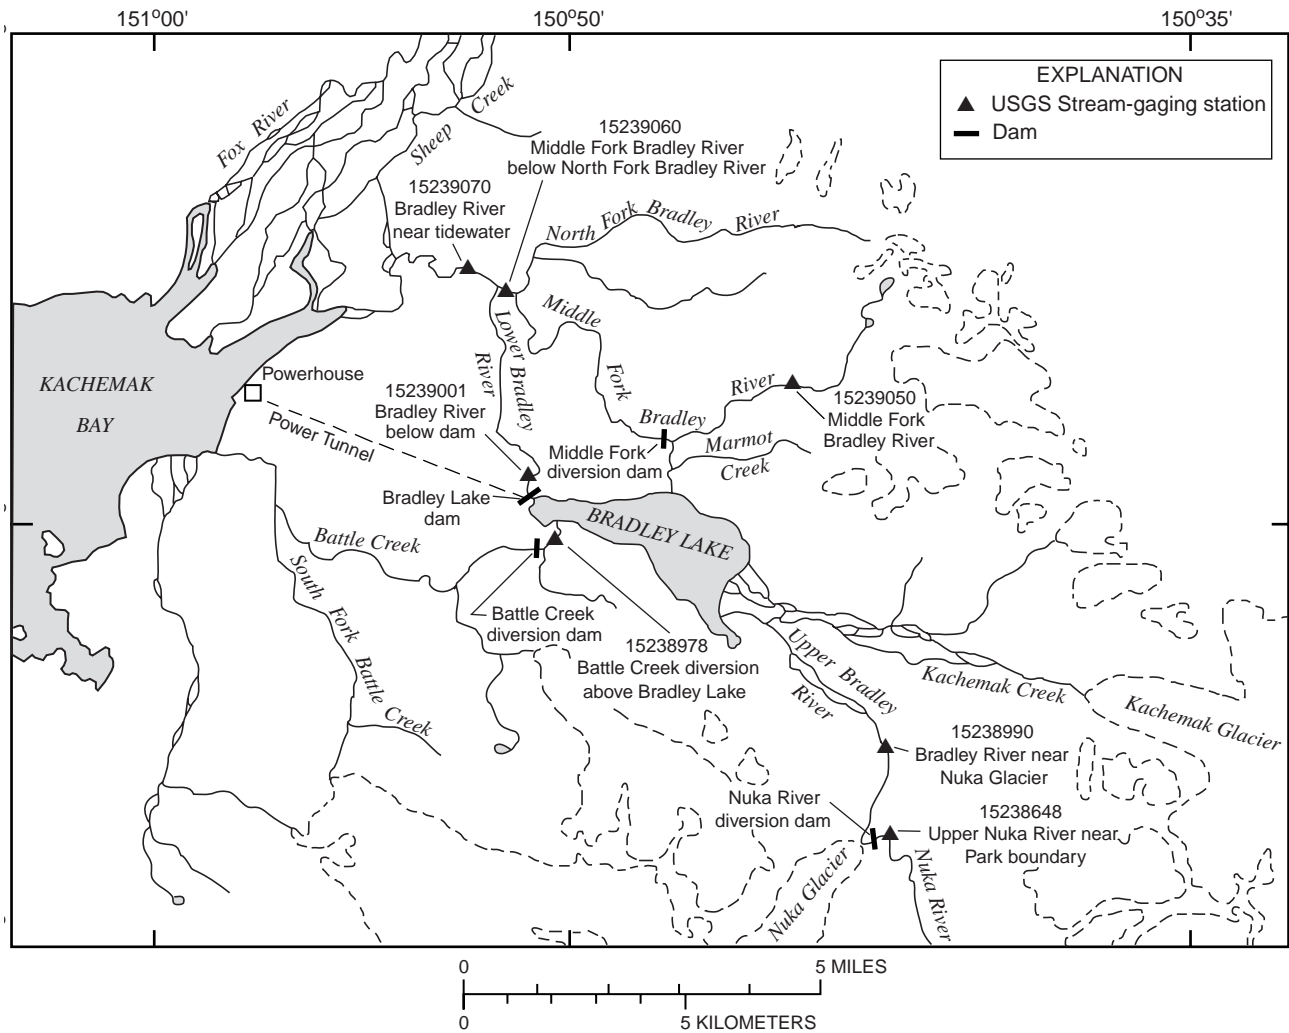 151°00'
150°50'
150°35'
EXPLANATION
USGS Stream-gaging station
Dam
Fox River
Sheep Creek
15239060
Middle Fork Bradley River
below North Fork Bradley River
15239070
Bradley River
near tidewater
North Fork Bradley River
Middle Fork Bradley River
Lower Bradley River
KACHEMAK
BAY
Powerhouse
Power Tunnel
15239001
Bradley River
below dam
15239050
Middle Fork
Bradley River
Marmot
Creek
Middle Fork
diversion dam
Bradley Lake
dam
BRADLEY LAKE
Battle Creek
South Fork Battle Creek
Battle Creek
diversion dam
15238978
Battle Creek diversion
above Bradley Lake
Upper Bradley
River
Kachemak Creek
Kachemak Glacier
15238990
Bradley River near
Nuka Glacier
Nuka River
diversion dam
15238648
Upper Nuka River near
Park boundary
Nuka Glacier
Nuka River
0 5 MILES
0 5 KILOMETERS